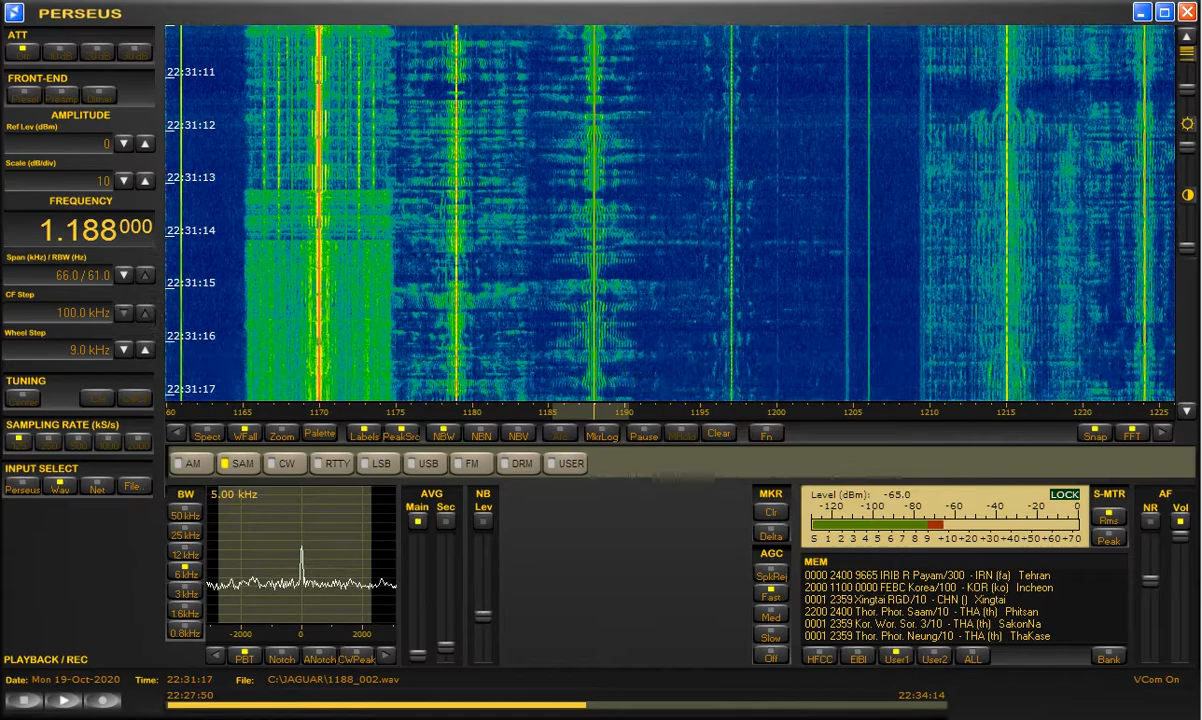 PERSEUS
ATT
Off 10dB 20dB 30dB
FRONT-END
Presel Preamp Dither
AMPLITUDE
Ref Lev (dBm)
0
Scale (dB/div)
10
FREQUENCY
1.188000
Span (kHz) / RBW (Hz)
66.0 / 61.0
CF Step
100.0 kHz
Wheel Step
9.0 kHz
TUNING
Center
SAMPLING RATE (kS/s)
INPUT SELECT
Perseus Wav Net File..
22:31:11
22:31:12
22:31:13
22:31:14
22:31:15
22:31:16
22:31:17
60 1165 1170 1175 1180 1185 1190 1195 1200 1205 1210 1215 1220 1225
Spect WFall Zoom Palette Labels PeakSrc NBW NBN NBV MkrLog Pause MHold Clear Fn Snap FFT
AM SAM CW RTTY LSB USB FM DRM USER
BW
50 kHz
25 kHz
12 kHz
6 kHz
3 kHz
1.6kHz
0.8kHz
5.00 kHz
-2000 0 2000
PBT Notch ANotch CWPeak
AVG
Main Sec
NB
Lev
MKR
Clr
Delta
AGC
SpkRej
Fast
Med
Slow
Off
Level (dBm): -65.0 LOCK
-120 -100 -80 -60 -40 -20 0
S 1 2 3 4 5 6 7 8 9 +10+20+30+40+50+60+70
S-MTR
Rms
Peak
AF
NR Vol
MEM
0000 2400 9665 IRIB R Payam/300 - IRN (fa) Tehran
2000 1100 0000 FEBC Korea/100 - KOR (ko) Incheon
0001 2359 Xingtai RGD/10 - CHN () Xingtai
2200 2400 Thor. Phor. Saam/10 - THA (th) Phitsan
0001 2359 Kor. Wor. Sor. 3/10 - THA (th) SakonNa
0001 2359 Thor. Phor. Neung/10 - THA (th) ThaKase
HFCC EIBI User1 User2 ALL Bank
PLAYBACK / REC
Date: Mon 19-Oct-2020 Time: 22:31:17 File: C:\JAGUAR\1188_002.wav VCom On
22:27:50 22:34:14